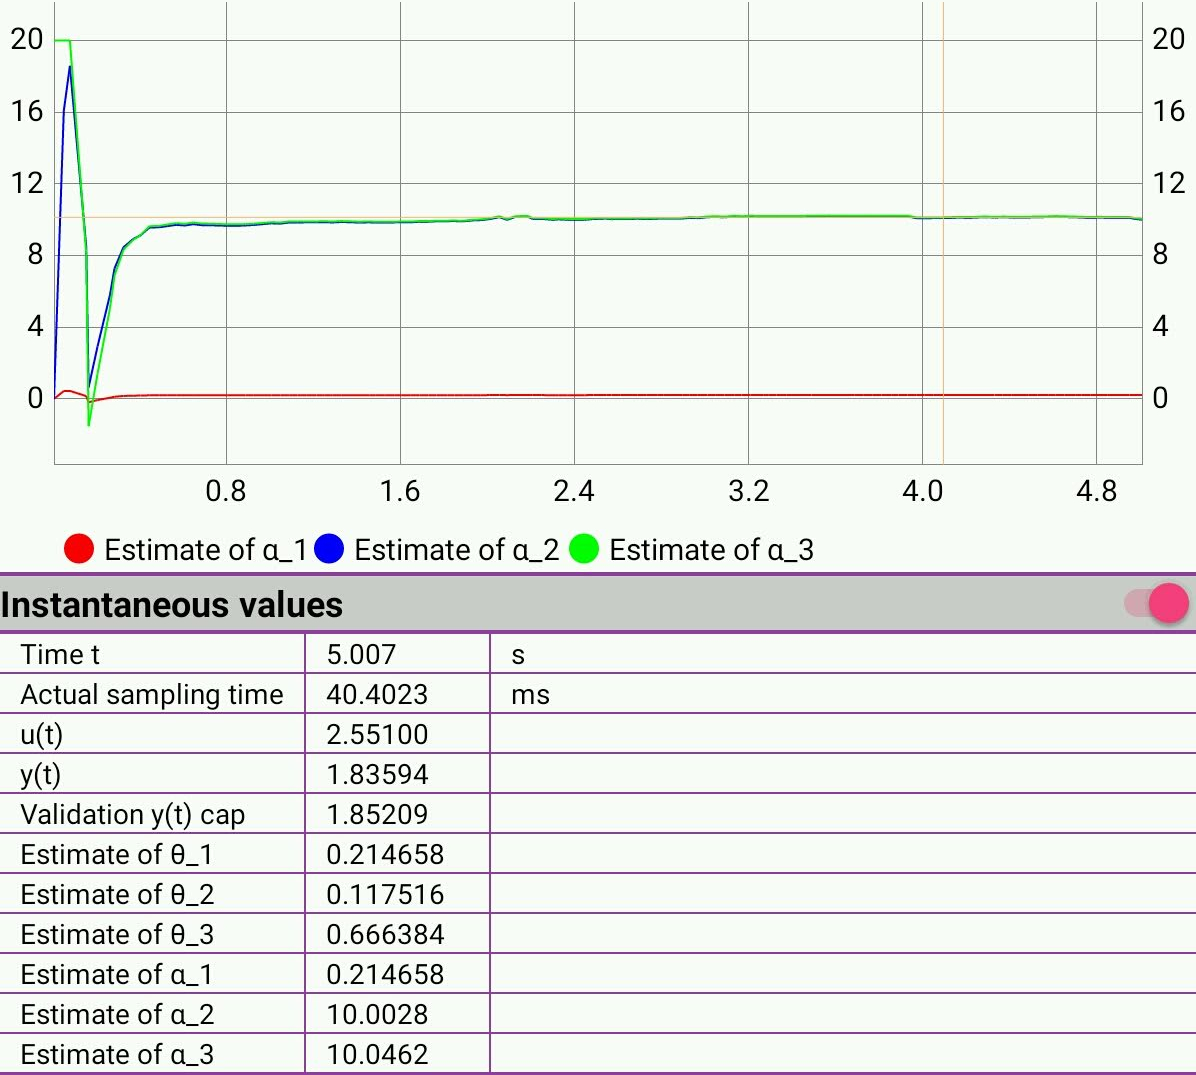 20 20
16 16
12 12
8 8
4 4
0 0
0.8 1.6 2.4 3.2 4.0 4.8
Estimate of α_1 Estimate of α_2 Estimate of α_3
Instantaneous values
Time t 5.007 s
Actual sampling time 40.4023 ms
u(t) 2.55100
y(t) 1.83594
Validation y(t) cap 1.85209
Estimate of θ_1 0.214658
Estimate of θ_2 0.117516
Estimate of θ_3 0.666384
Estimate of α_1 0.214658
Estimate of α_2 10.0028
Estimate of α_3 10.0462